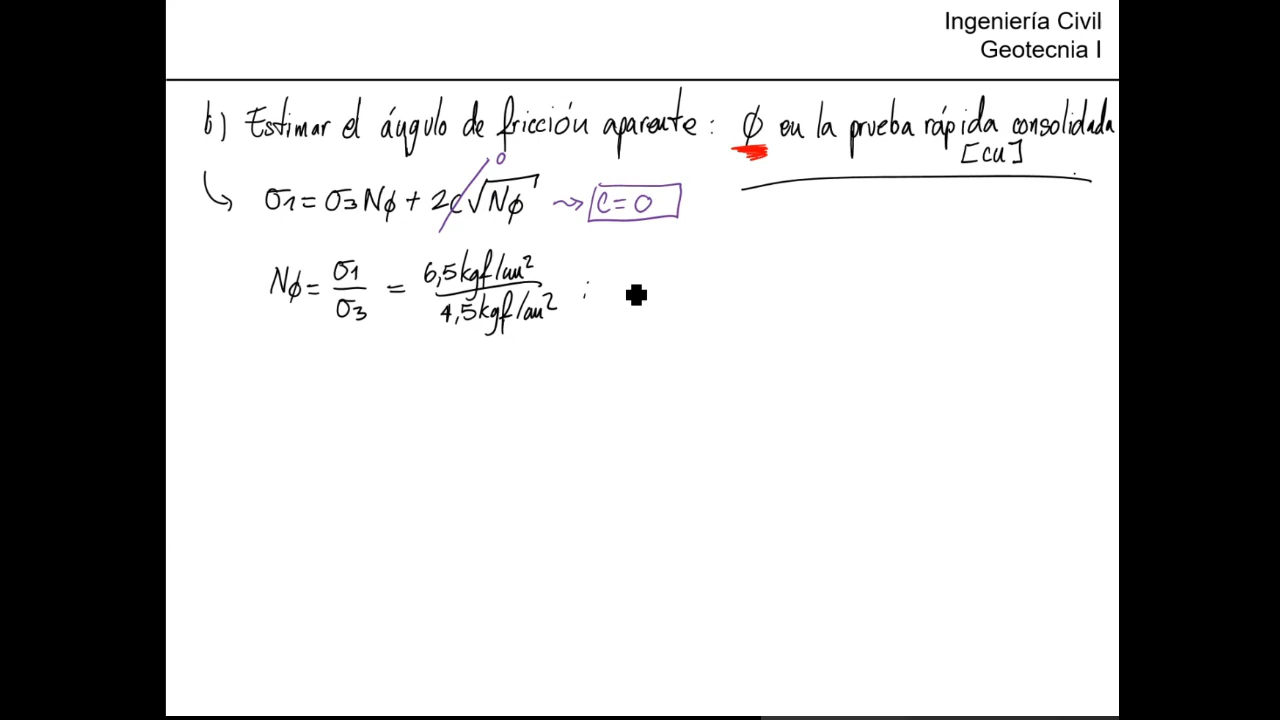 Ingeniería Civil
Geotecnia I
b) Estimar el ángulo de fricción aparente: ϕ en la prueba rápida consolidada
[CU]
0
σ1 = σ3 Nϕ + 2c√Nϕ ⇝ C = 0
Nϕ = σ1/σ3 = 6,5 kgf/cm² / 4,5 kgf/cm² :